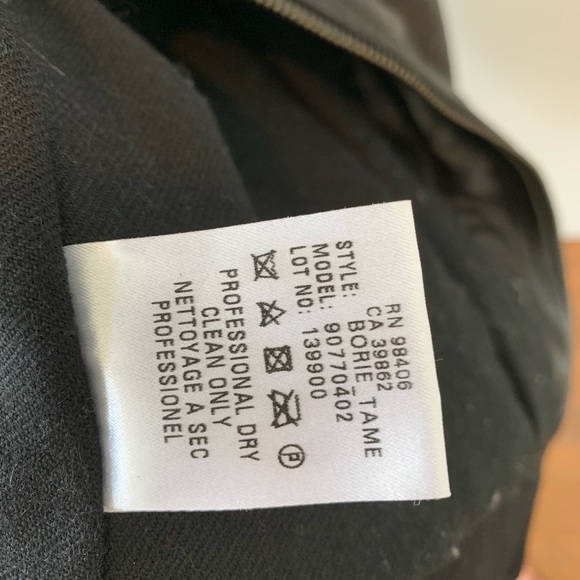 RN 98406
CA 39862
STYLE: BORIE_TAME
MODEL: 90770402
LOT NO: 139900
P
PROFESSIONAL DRY
CLEAN ONLY
NETTOYAGE A SEC
PROFESSIONEL